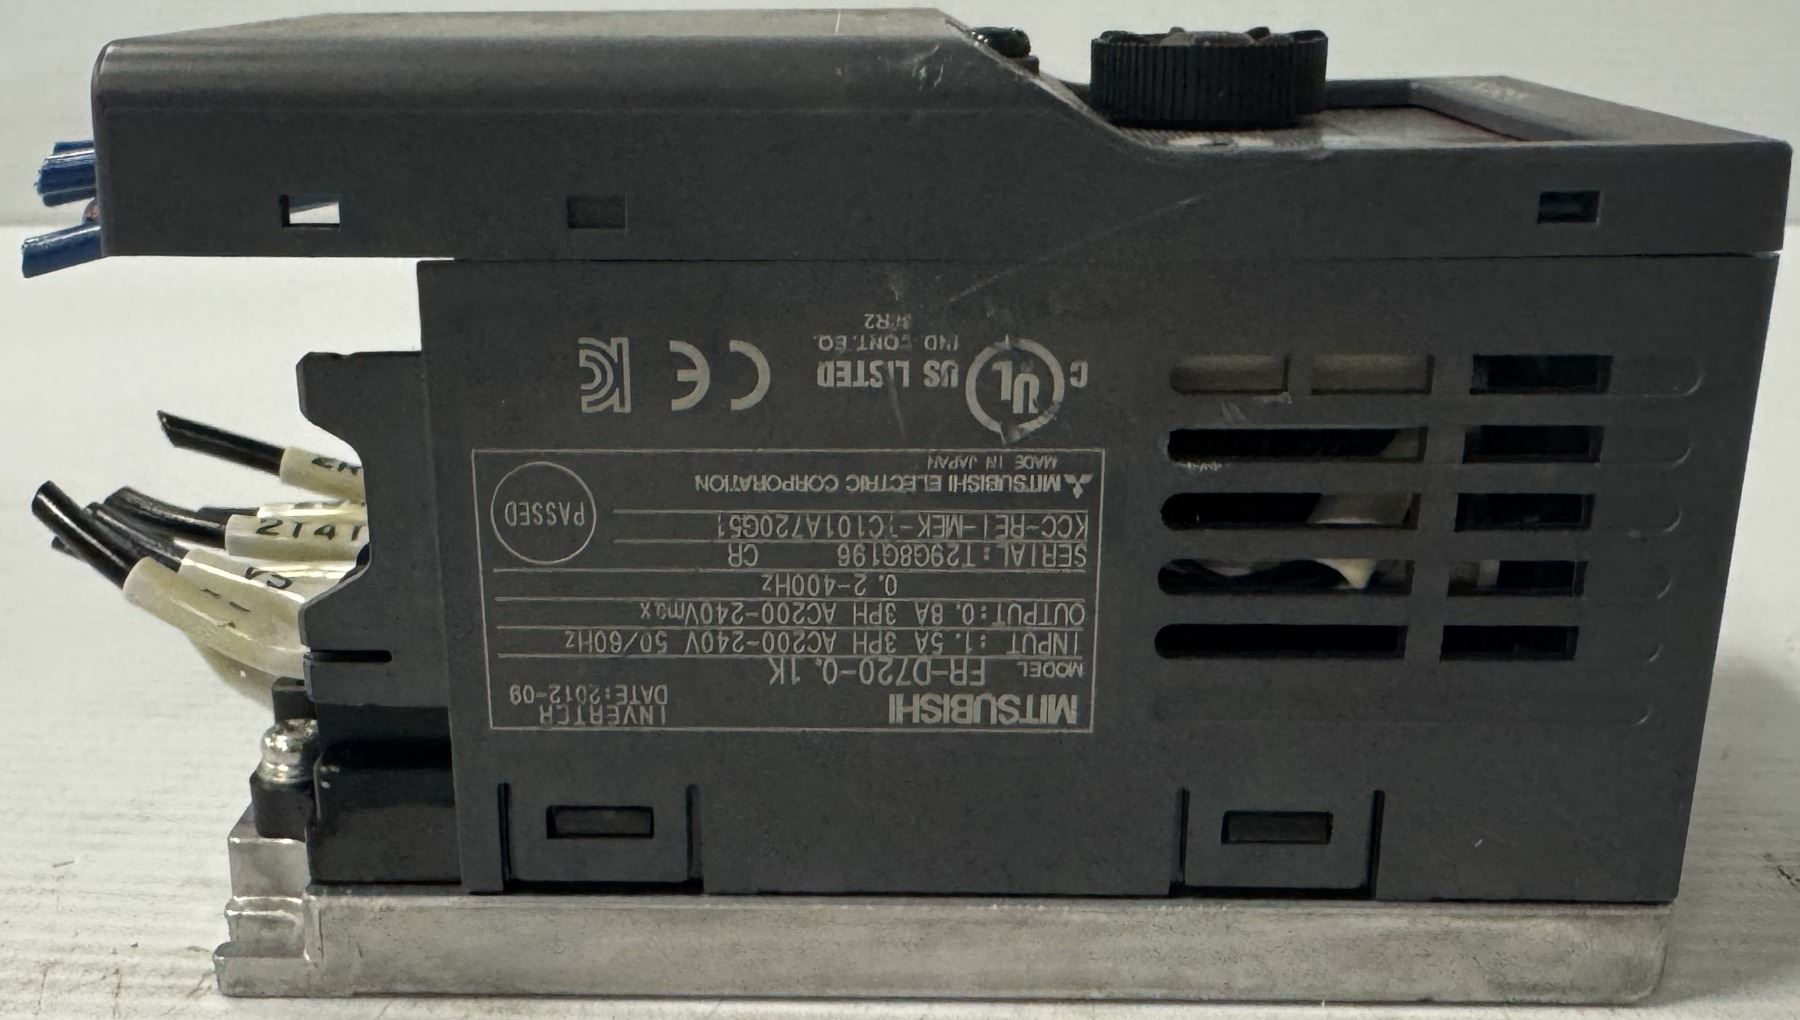 MITSUBISHI INVERTER
MODEL FR-D720-0.1K DATE:2012-09
INPUT :1.5A 3PH AC200-240V 50/60Hz
OUTPUT:0.8A 3PH AC200-240Vmax
0.2-400Hz
SERIAL:T29G8G196 CR
KCC-REI-MEK- C101A720G51
MITSUBISHI ELECTRIC CORPORATION
MADE IN JAPAN
PASSED
C UL US LISTED
IND.CONT.EQ.
CE
2T4T